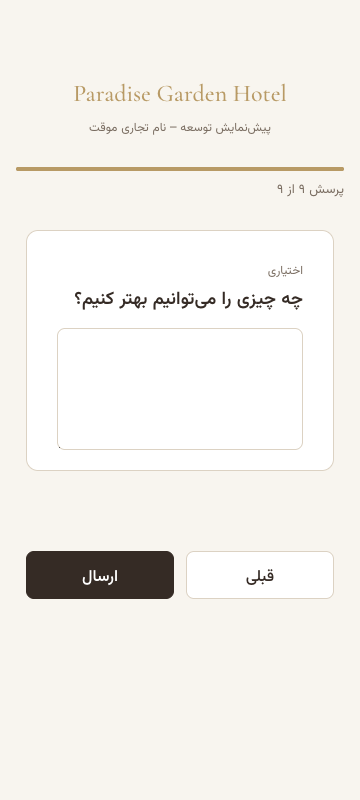 Paradise Garden Hotel
پیش‌نمایش توسعه — نام تجاری موقت
پرسش ۹ از ۹
اختیاری
چه چیزی را می‌توانیم بهتر کنیم؟
قبلی
ارسال